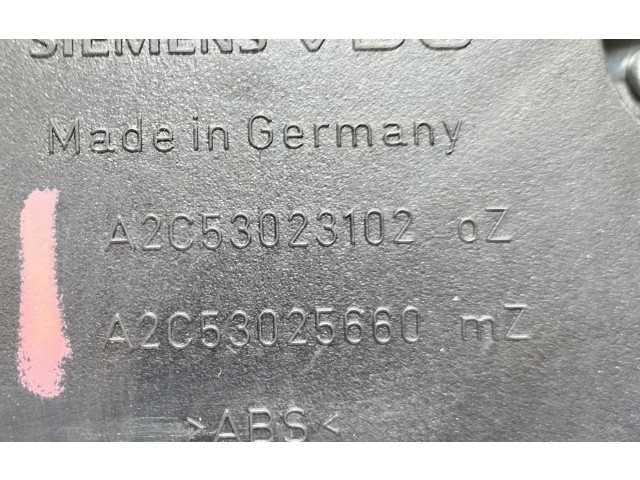 SIEMENS VDO
Made in Germany
A2C53023102 oZ
A2C53025660 mZ
>ABS<